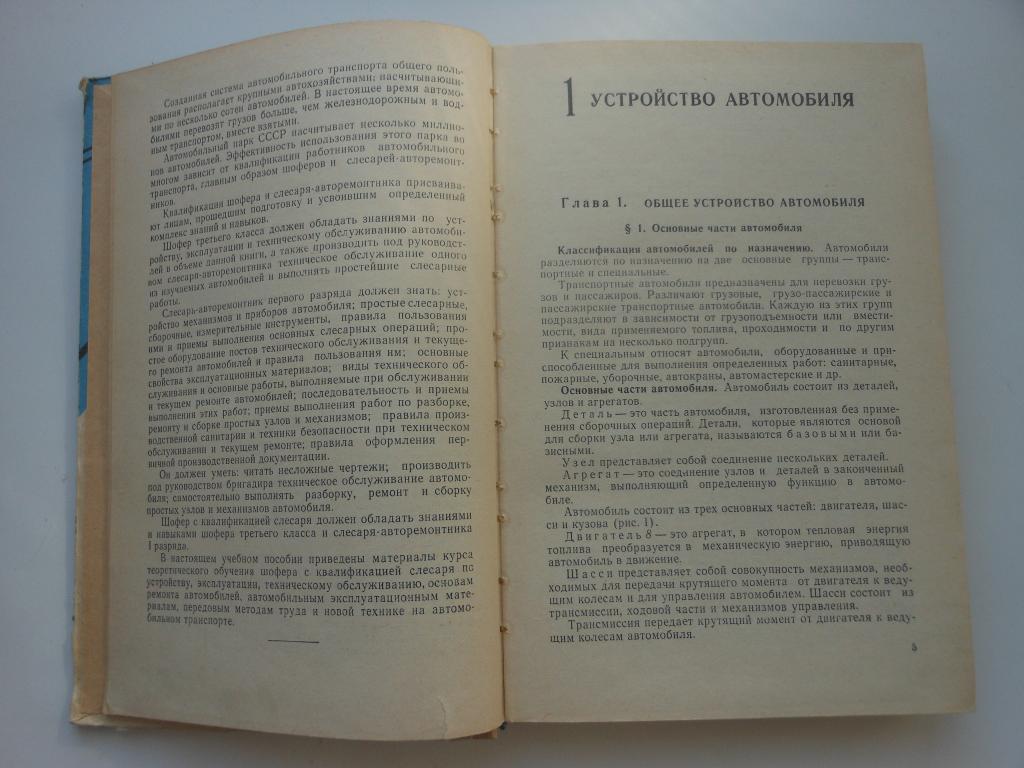 Созданная система автомобильного транспорта общего поль-
зования располагает крупными автохозяйствами; насчитывающи-
ми по несколько сотен автомобилей. В настоящее время автомо-
билями перевозят грузов больше, чем железнодорожным и вод-
ным транспортом, вместе взятыми.
Автомобильный парк СССР насчитывает несколько миллио-
нов автомобилей. Эффективность использования этого парка во
многом зависит от квалификации работников автомобильного
транспорта, главным образом шоферов и слесарей-авторемонт-
ников.
Квалификации шофера и слесаря-авторемонтника присваива-
ют лицам, прошедшим подготовку и усвоившим определенный
комплекс знаний и навыков.
Шофер третьего класса должен обладать знаниями по уст-
ройству, эксплуатации и техническому обслуживанию автомоби-
лей в объеме данной книги, а также производить под руководст-
вом слесаря-авторемонтника техническое обслуживание одного
из изучаемых автомобилей и выполнять простейшие слесарные
работы.
Слесарь-авторемонтник первого разряда должен знать: уст-
ройство механизмов и приборов автомобиля; простые слесарные,
сборочные, измерительные инструменты, правила пользования
ими и приемы выполнения основных слесарных операций; про-
стое оборудование постов технического обслуживания и текуще-
го ремонта автомобилей и правила пользования им; основные
свойства эксплуатационных материалов; виды технического об-
служивания и основные работы, выполняемые при обслуживании
и текущем ремонте автомобилей; последовательность и приемы
выполнения этих работ; приемы выполнения работ по разборке,
ремонту и сборке простых узлов и механизмов; правила произ-
водственной санитарии и техники безопасности при техническом
обслуживании и текущем ремонте; правила оформления пер-
вичной производственной документации.
Он должен уметь: читать несложные чертежи; производить
под руководством бригадира техническое обслуживание автомо-
биля; самостоятельно выполнять разборку, ремонт и сборку
простых узлов и механизмов автомобиля.
Шофер с квалификацией слесаря должен обладать знаниями
и навыками шофера третьего класса и слесаря-авторемонтника
I разряда.
В настоящем учебном пособии приведены материалы курса
теоретического обучения шофера с квалификацией слесаря по
устройству, эксплуатации, техническому обслуживанию, основам
ремонта автомобилей, автомобильным эксплуатационным мате-
риалам, передовым методам труда и новой технике на автомо-
бильном транспорте.
1 УСТРОЙСТВО АВТОМОБИЛЯ
Глава 1. ОБЩЕЕ УСТРОЙСТВО АВТОМОБИЛЯ
§ 1. Основные части автомобиля
Классификация автомобилей по назначению. Автомобили
разделяются по назначению на две основные группы — транс-
портные и специальные.
Транспортные автомобили предназначены для перевозки гру-
зов и пассажиров. Различают грузовые, грузо-пассажирские и
пассажирские транспортные автомобили. Каждую из этих групп
подразделяют в зависимости от грузоподъемности или вмести-
мости, вида применяемого топлива, проходимости и по другим
признакам на несколько подгрупп.
К специальным относят автомобили, оборудованные и при-
способленные для выполнения определенных работ: санитарные,
пожарные, уборочные, автокраны, автомастерские и др.
Основные части автомобиля. Автомобиль состоит из деталей,
узлов и агрегатов.
Деталь — это часть автомобиля, изготовленная без приме-
нения сборочных операций. Детали, которые являются основой
для сборки узла или агрегата, называются базовыми или ба-
зисными.
Узел представляет собой соединение нескольких деталей.
Агрегат — это соединение узлов и деталей в законченный
механизм, выполняющий определенную функцию в автомо-
биле.
Автомобиль состоит из трех основных частей: двигателя, шас-
си и кузова (рис. 1).
Двигатель 8 — это агрегат, в котором тепловая энергия
топлива преобразуется в механическую энергию, приводящую
автомобиль в движение.
Шасси представляет собой совокупность механизмов, необ-
ходимых для передачи крутящего момента от двигателя к веду-
щим колесам и для управления автомобилем. Шасси состоит из
трансмиссии, ходовой части и механизмов управления.
Трансмиссия передает крутящий момент от двигателя к веду-
щим колесам автомобиля.
5